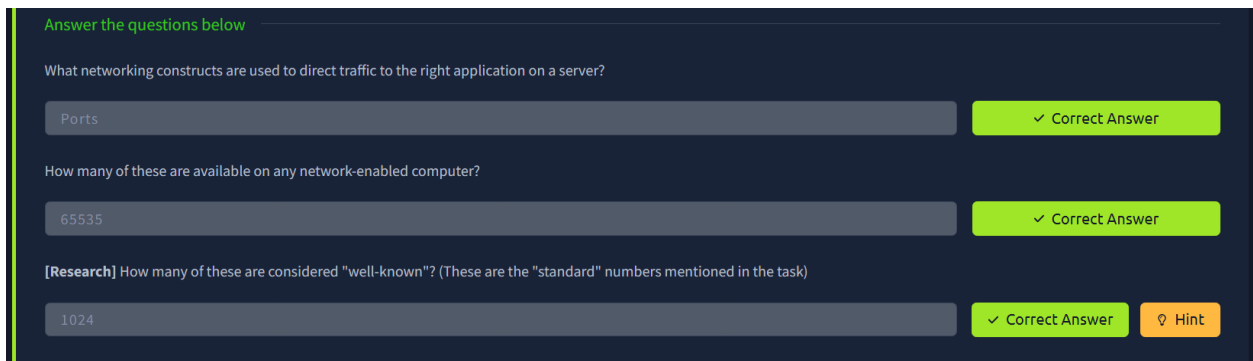 Answer the questions below
What networking constructs are used to direct traffic to the right application on a server?
Ports
Correct Answer
How many of these are available on any network-enabled computer?
65535
Correct Answer
[Research] How many of these are considered "well-known"? (These are the "standard" numbers mentioned in the task)
1024
Correct Answer
Hint